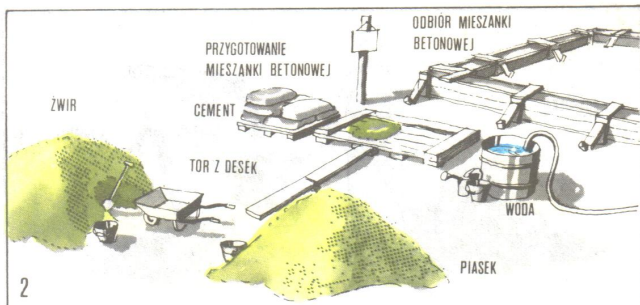 ODBIÓR MIESZANKI
BETONOWEJ
PRZYGOTOWANIE
MIESZANKI BETONOWEJ
ŻWIR
CEMENT
TOR Z DESEK
WODA
PIASEK
2